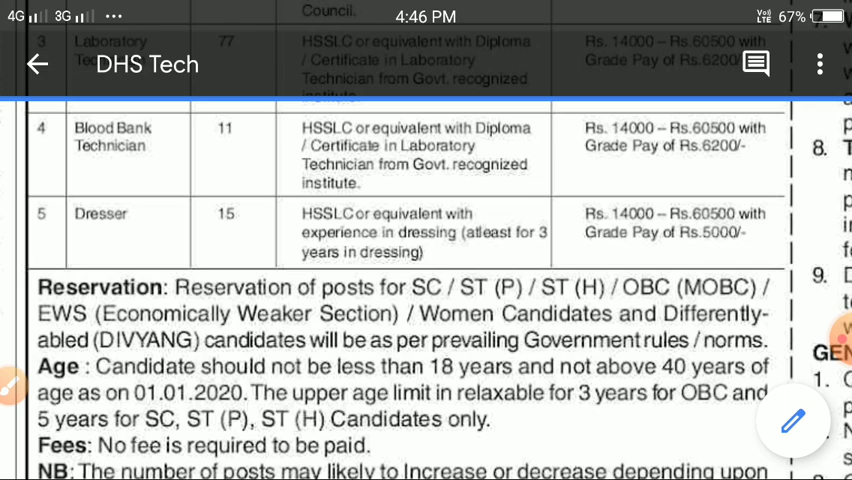 4G 3G ... 4:46 PM VoLTE 67%
Council.
DHS Tech
3 Laboratory 77 HSSLC or equivalent with Diploma Rs. 14000 – Rs.60500 with
/ Certificate in Laboratory Grade Pay of Rs.6200/-
Technician from Govt. recognized
institute.
4 Blood Bank 11 HSSLC or equivalent with Diploma Rs. 14000 – Rs.60500 with
Technician / Certificate in Laboratory Grade Pay of Rs.6200/-
Technician from Govt. recognized
institute.
5 Dresser 15 HSSLC or equivalent with Rs. 14000 – Rs.60500 with
experience in dressing (atleast for 3 Grade Pay of Rs.5000/-
years in dressing)
Reservation: Reservation of posts for SC / ST (P) / ST (H) / OBC (MOBC) /
EWS (Economically Weaker Section) / Women Candidates and Differently-
abled (DIVYANG) candidates will be as per prevailing Government rules / norms.
Age : Candidate should not be less than 18 years and not above 40 years of
age as on 01.01.2020. The upper age limit in relaxable for 3 years for OBC and
5 years for SC, ST (P), ST (H) Candidates only.
Fees: No fee is required to be paid.
NB: The number of posts may likely to Increase or decrease depending upon
8.
9.
GEN
1.